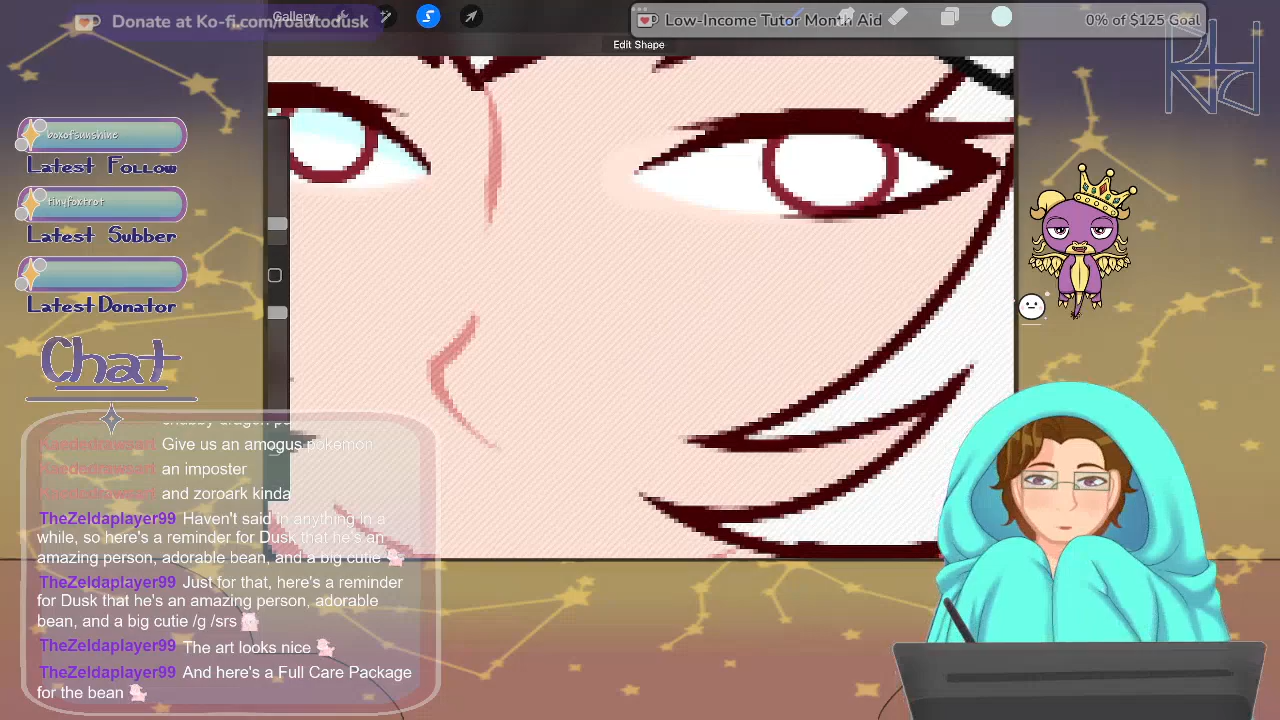 Donate at Ko-fi.com/roadtodusk
Gallery
Low-Income Tutor Month Aid
0% of $125 Goal
Edit Shape
boxofsunshine
Latest Follow
tinyfoxtrot
Latest Subber
Latest Donator
Chat
Give us an amogus pokemon
an imposter
and zoroark kinda
TheZeldaplayer99 Haven't said in anything in a
while, so here's a reminder for Dusk that he's an
amazing person, adorable bean, and a big cutie
TheZeldaplayer99 Just for that, here's a reminder
for Dusk that he's an amazing person, adorable
bean, and a big cutie /g /srs
TheZeldaplayer99 The art looks nice
TheZeldaplayer99 And here's a Full Care Package
for the bean